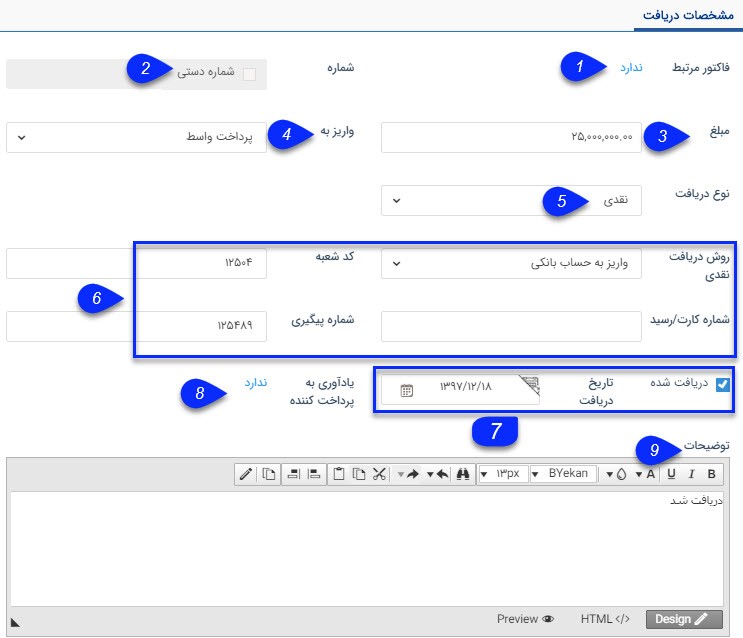 مشخصات دریافت
فاکتور مرتبط ندارد 1 شماره شماره دستی 2
مبلغ ۲۵,۰۰۰,۰۰۰.۰۰ 3 واریز به پرداخت واسط 4
نوع دریافت نقدی 5
روش دریافت نقدی واریز به حساب بانکی کد شعبه ۱۲۵۰۴
6
شماره کارت/رسید شماره پیگیری ۱۲۵۴۸۹
دریافت شده تاریخ دریافت ۱۳۹۷/۱۲/۱۸ یادآوری به پرداخت کننده ندارد 8
7
توضیحات 9
B I U A BYekan ۱۳px
دریافت شد
Design HTML </> Preview